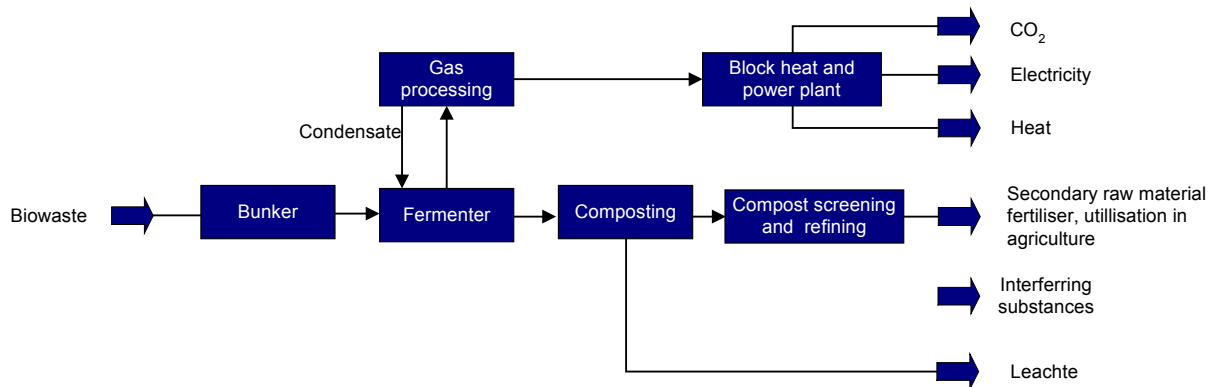 CO2
Gas
processing
Block heat and
power plant
Electricity
Condensate
Heat
Biowaste
Bunker
Fermenter
Composting
Compost screening
and refining
Secondary raw material
fertiliser, utillisation in
agriculture
Interferring
substances
Leachte